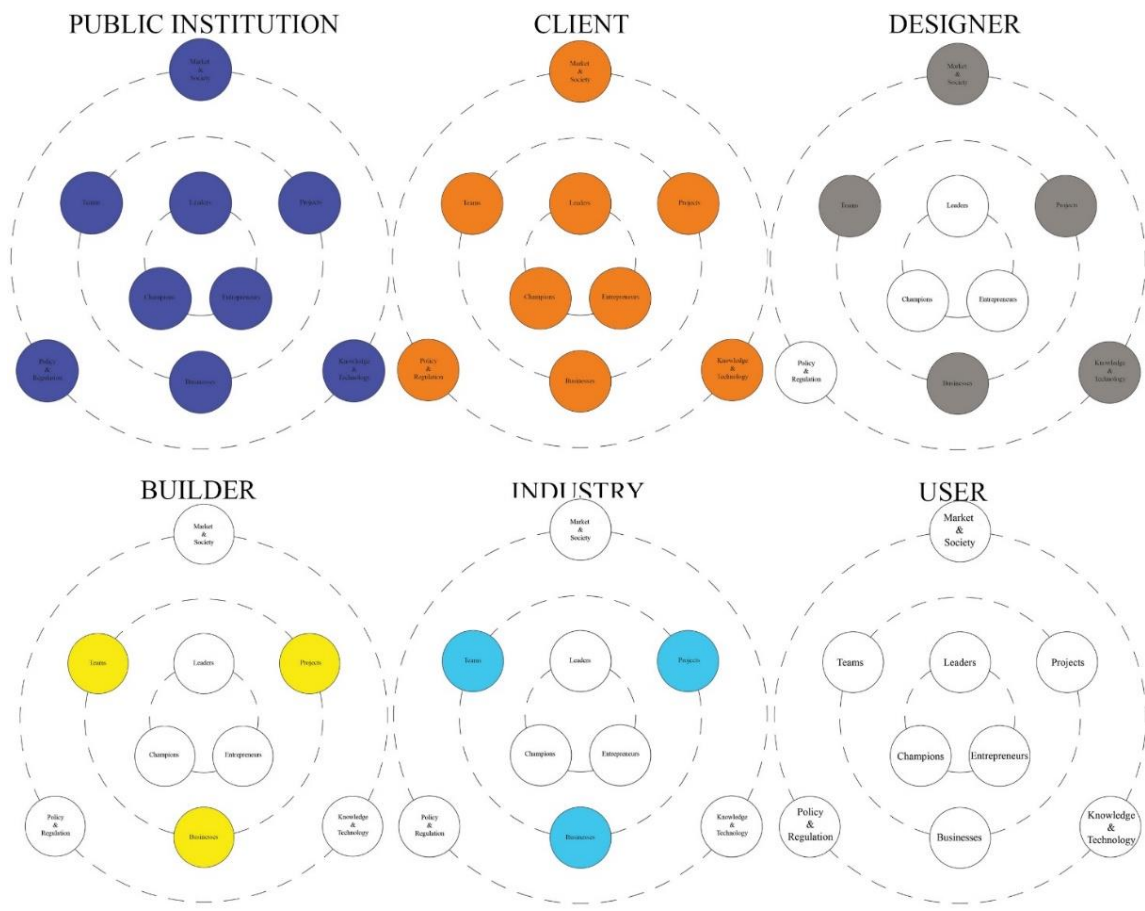 PUBLIC INSTITUTION
Market
&
Society
Teams
Leaders
Projects
Champions
Entrepreneurs
Policy
&
Regulation
Businesses
Knowledge
&
Technology
CLIENT
Market
&
Society
Teams
Leaders
Projects
Champions
Entrepreneurs
Policy
&
Regulation
Businesses
Knowledge
&
Technology
DESIGNER
Market
&
Society
Teams
Leaders
Projects
Champions
Entrepreneurs
Policy
&
Regulation
Businesses
Knowledge
&
Technology
BUILDER
Market
&
Society
Teams
Leaders
Projects
Champions
Entrepreneurs
Policy
&
Regulation
Businesses
Knowledge
&
Technology
INDUSTRY
Market
&
Society
Teams
Leaders
Projects
Champions
Entrepreneurs
Policy
&
Regulation
Businesses
Knowledge
&
Technology
USER
Market
&
Society
Teams
Leaders
Projects
Champions
Entrepreneurs
Policy
&
Regulation
Businesses
Knowledge
&
Technology